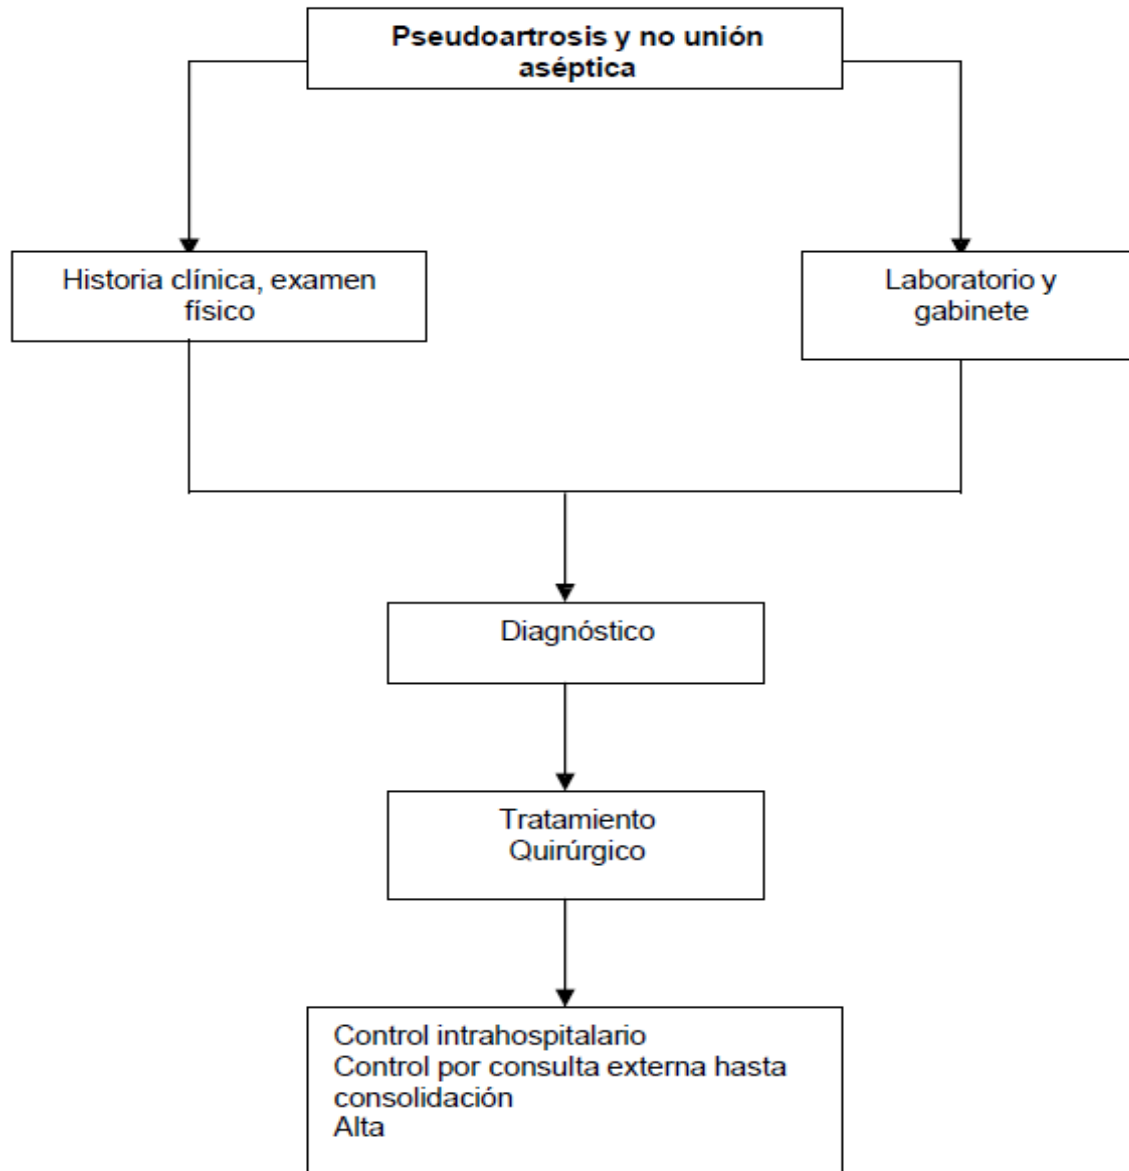 Pseudoartrosis y no unión
aséptica
Historia clínica, examen
físico
Laboratorio y
gabinete
Diagnóstico
Tratamiento
Quirúrgico
Control intrahospitalario
Control por consulta externa hasta
consolidación
Alta